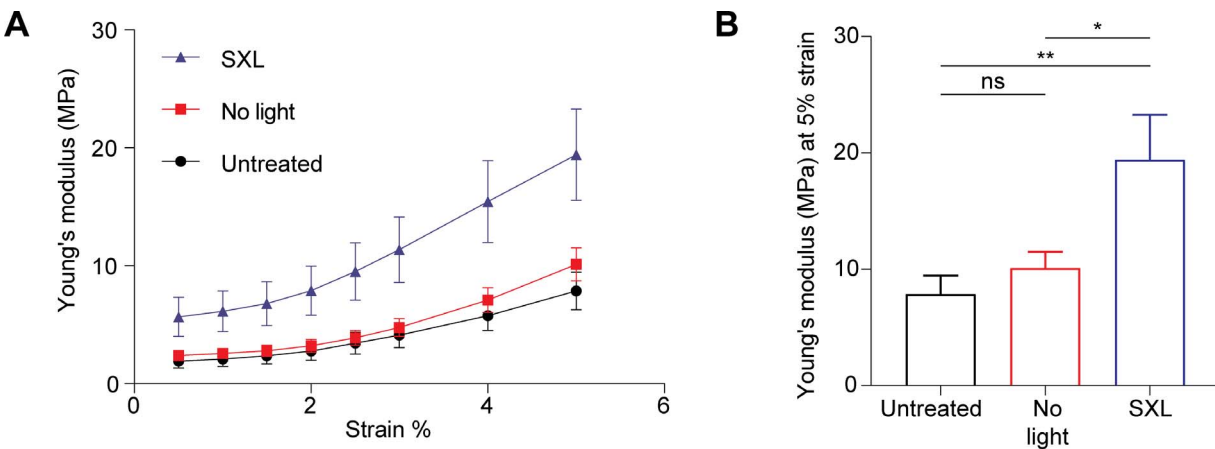 A
Young's modulus (MPa)
30
20
10
0
SXL
No light
Untreated
0
2
4
6
Strain %
B
Young's modulus (MPa) at 5% strain
30
20
10
0
*
**
ns
Untreated
No
light
SXL